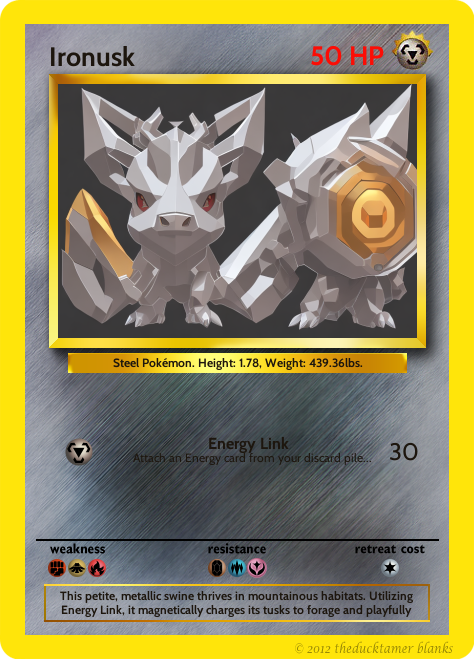 Ironusk 50 HP
Steel Pokémon. Height: 1.78, Weight: 439.36lbs.
Energy Link
Attach an Energy card from your discard pile... 30
weakness resistance retreat cost
This petite, metallic swine thrives in mountainous habitats. Utilizing
Energy Link, it magnetically charges its tusks to forage and playfully
© 2012 theducktamer blanks